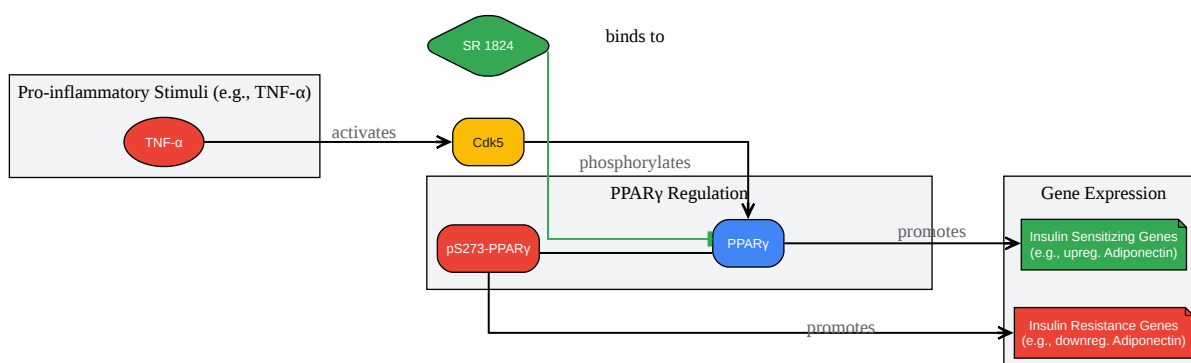 SR 1824
binds to
Pro-inflammatory Stimuli (e.g., TNF-α)
TNF-α
activates
Cdk5
phosphorylates
PPARγ Regulation
pS273-PPARγ
PPARγ
promotes
Gene Expression
Insulin Sensitizing Genes
(e.g., upreg. Adiponectin)
promotes
Insulin Resistance Genes
(e.g., downreg. Adiponectin)